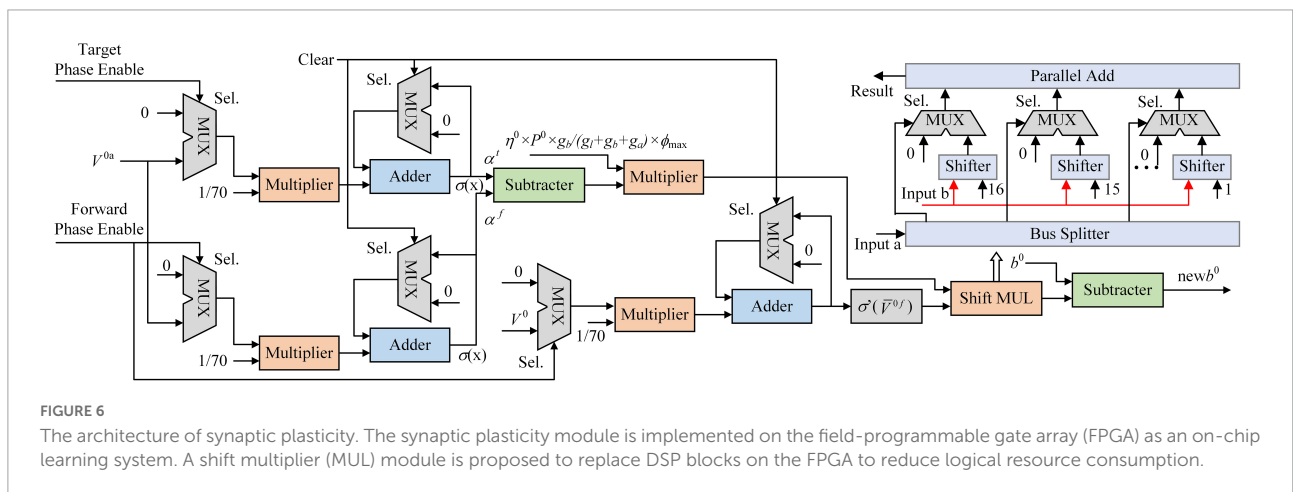 Target
Phase Enable
Clear
Sel.
MUX
0
V⁰ᵃ
1/70
Multiplier
Sel.
MUX
0
Adder
σ(x)
αᵗ
η⁰×P⁰×g_b/(g_l+g_b+g_a)×ϕ_max
Subtracter
Multiplier
α^f
Forward
Phase Enable
Sel.
MUX
0
1/70
Multiplier
Sel.
MUX
0
Adder
σ(x)
0
V⁰
MUX
Sel.
1/70
Multiplier
Sel.
MUX
0
Adder
σ'(V̄⁰ᶠ)
Shift MUL
b⁰
Subtracter
newb⁰
Parallel Add
Result
Sel.
MUX
0
Shifter
16
Sel.
MUX
0
Shifter
15
...
Sel.
MUX
0
Shifter
1
Input b
Input a
Bus Splitter
FIGURE 6
The architecture of synaptic plasticity. The synaptic plasticity module is implemented on the field-programmable gate array (FPGA) as an on-chip
learning system. A shift multiplier (MUL) module is proposed to replace DSP blocks on the FPGA to reduce logical resource consumption.